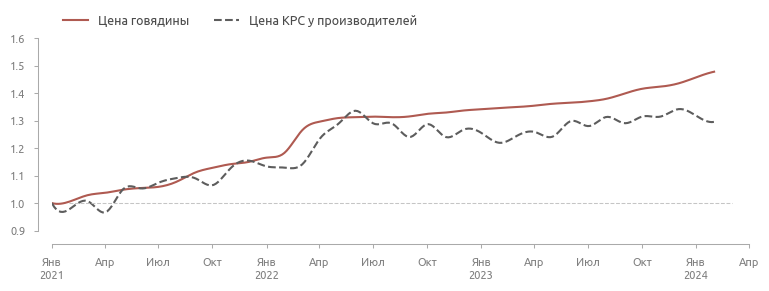 Цена говядины
Цена КРС у производителей
1.6
1.5
1.4
1.3
1.2
1.1
1.0
0.9
Янв Апр Июл Окт Янв Апр Июл Окт Янв Апр Июл Окт Янв Апр
2021 2022 2023 2024